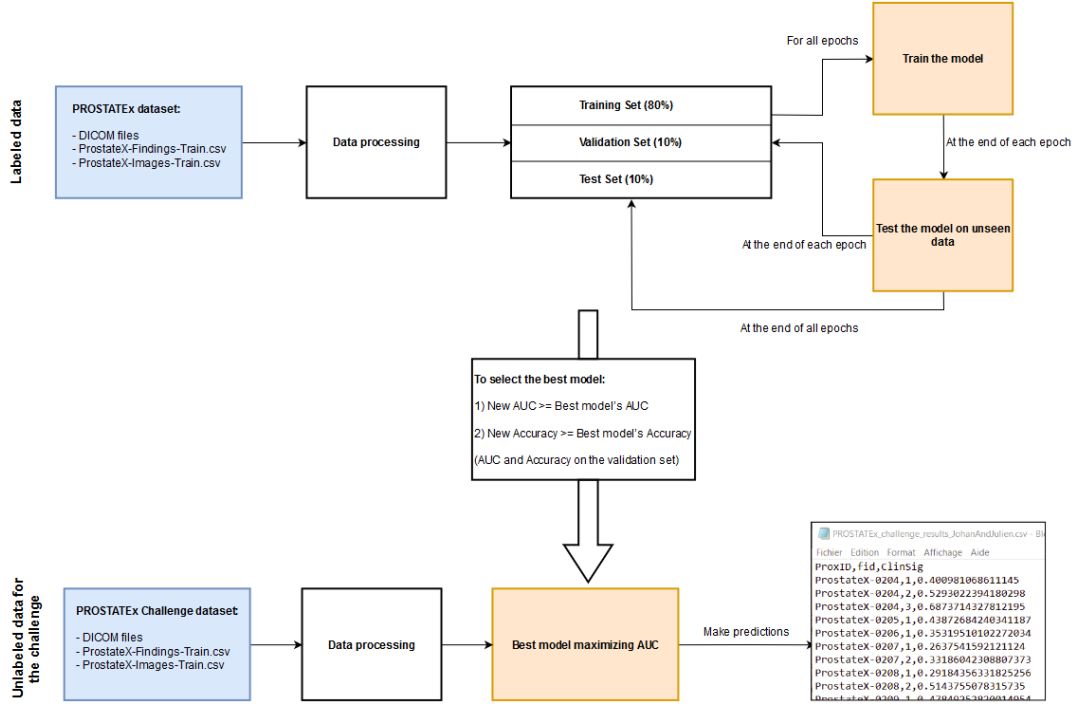 Labeled data
PROSTATEx dataset:
- DICOM files
- ProstateX-Findings-Train.csv
- ProstateX-Images-Train.csv
Data processing
Training Set (80%)
Validation Set (10%)
Test Set (10%)
For all epochs
Train the model
At the end of each epoch
Test the model on unseen
data
At the end of each epoch
At the end of all epochs
To select the best model:
1) New AUC >= Best model's AUC
2) New Accuracy >= Best model's Accuracy
(AUC and Accuracy on the validation set)
Unlabeled data for
the challenge
PROSTATEx Challenge dataset:
- DICOM files
- ProstateX-Findings-Train.csv
- ProstateX-Images-Train.csv
Data processing
Best model maximizing AUC
Make predictions
PROSTATEx_challenge_results_JohanAndJulien.csv - Bl
Fichier Edition Format Affichage Aide
ProxID,fid,ClinSig
ProstateX-0204,1,0.400981068611145
ProstateX-0204,2,0.5293022394180298
ProstateX-0204,3,0.6873714327812195
ProstateX-0205,1,0.43872684240341187
ProstateX-0206,1,0.35319510102272034
ProstateX-0207,1,0.2637541592121124
ProstateX-0207,2,0.33186042308807373
ProstateX-0208,1,0.29184356331825256
ProstateX-0208,2,0.5143755078315735